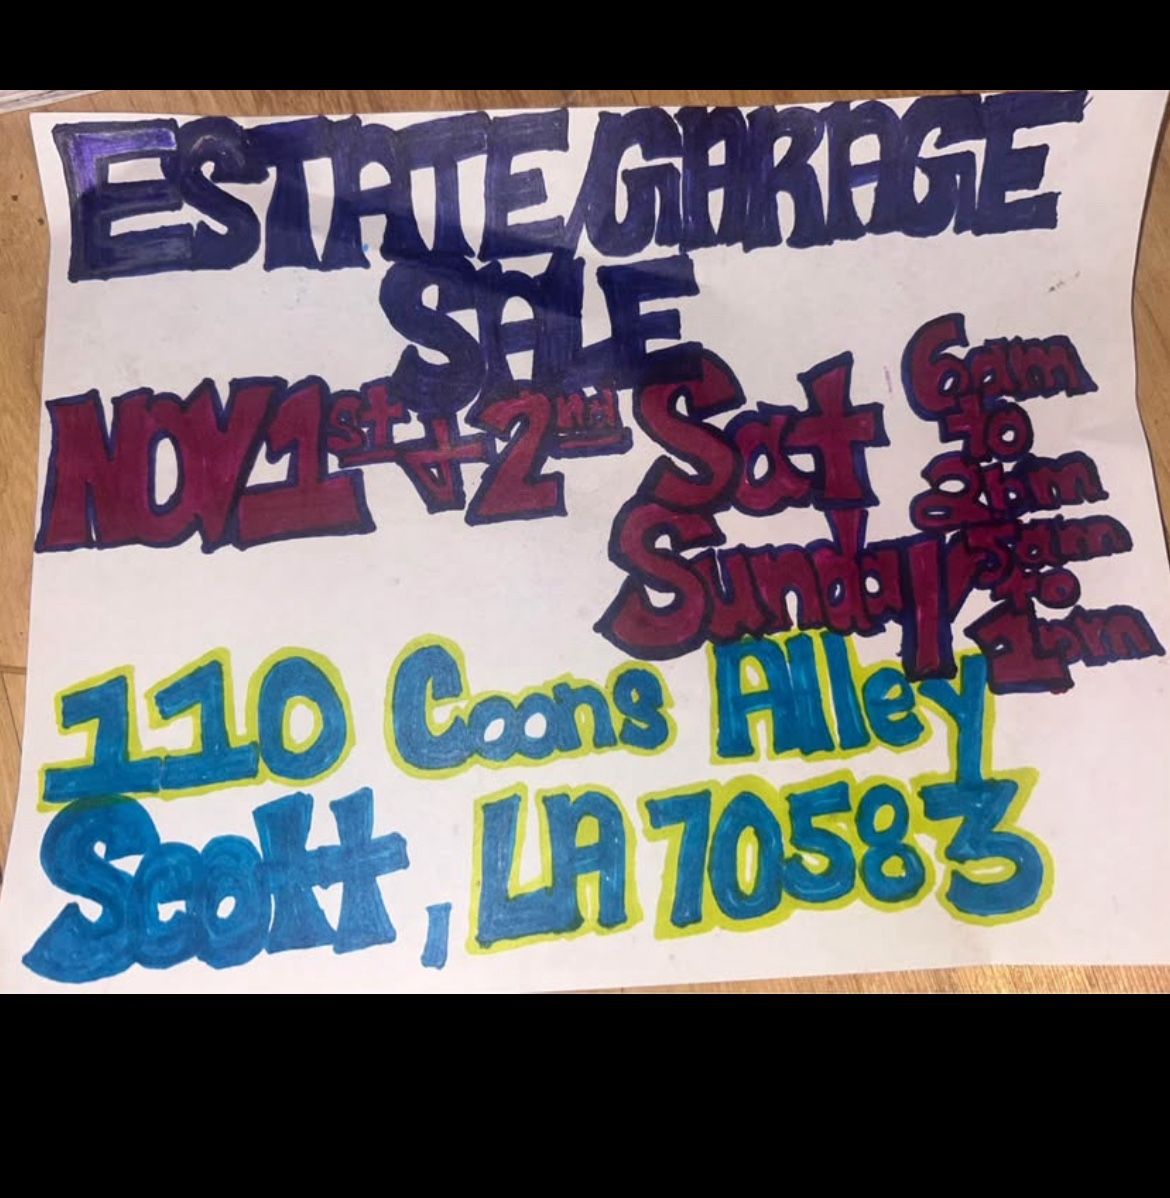 ESTATE/GARAGE
SALE
NOV 1st + 2nd Sat 6am to 2pm
Sunday 5am to 1pm
110 Coons Alley
Scott, LA 70583